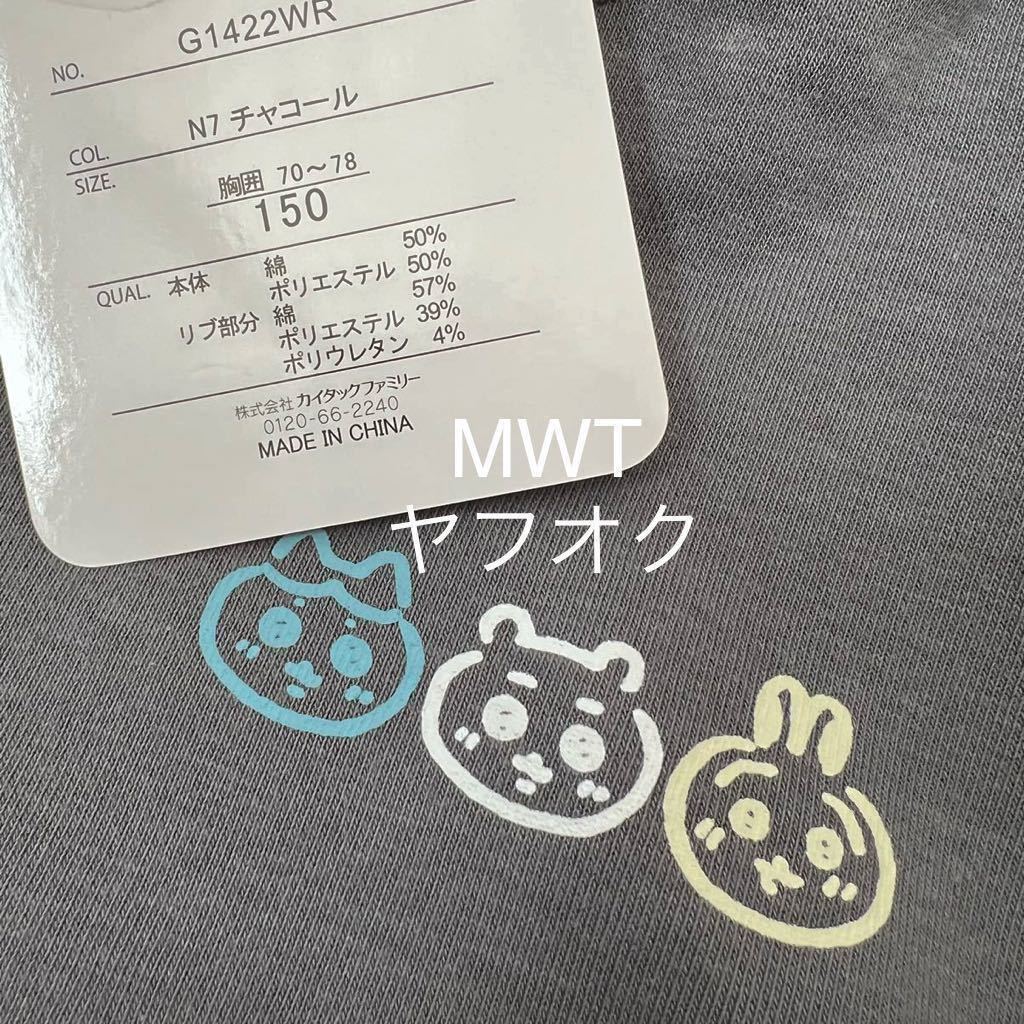 NO. G1422WR
COL. N7 チャコール
SIZE. 胸囲 70～78
150
QUAL. 本体 綿 50%
ポリエステル 50%
リブ部分 綿 57%
ポリエステル 39%
ポリウレタン 4%
株式会社 カイタックファミリー
0120-66-2240
MADE IN CHINA
MWT
ヤフオク